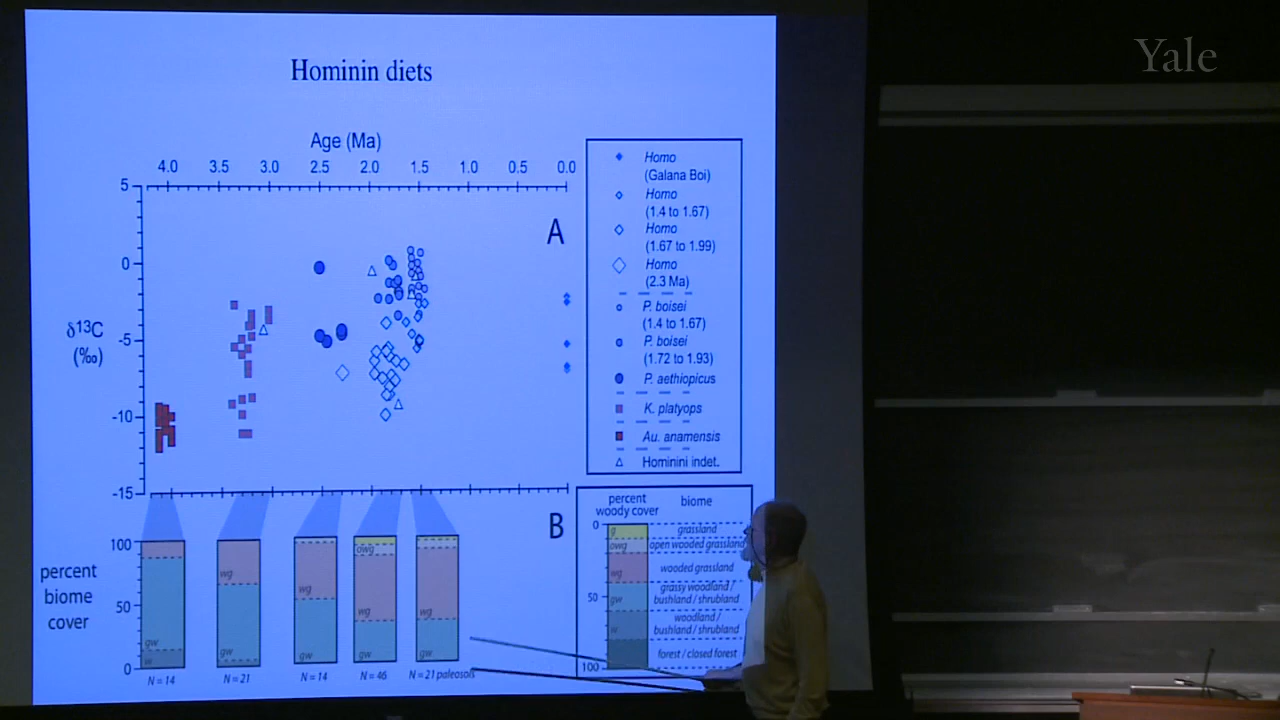 Yale
Hominin diets
Age (Ma)
4.0 3.5 3.0 2.5 2.0 1.5 1.0 0.5 0.0
5
0
-5
-10
-15
δ13C
(‰)
A
Homo
(Galana Boi)
Homo
(1.4 to 1.67)
Homo
(1.67 to 1.99)
Homo
(2.3 Ma)
P. boisei
(1.4 to 1.67)
P. boisei
(1.72 to 1.93)
P. aethiopicus
K. platyops
Au. anamensis
Hominini indet.
B
percent
biome
cover
100
50
0
gw
w
wg
gw
wg
gw
owg
wg
gw
wg
gw
N = 14
N = 21
N = 14
N = 46
N = 21 paleosols
percent
woody cover
biome
0
50
100
g
owg
wg
gw
w
grassland
open wooded grassland
wooded grassland
grassy woodland /
bushland / shrubland
woodland /
bushland / shrubland
forest / closed forest